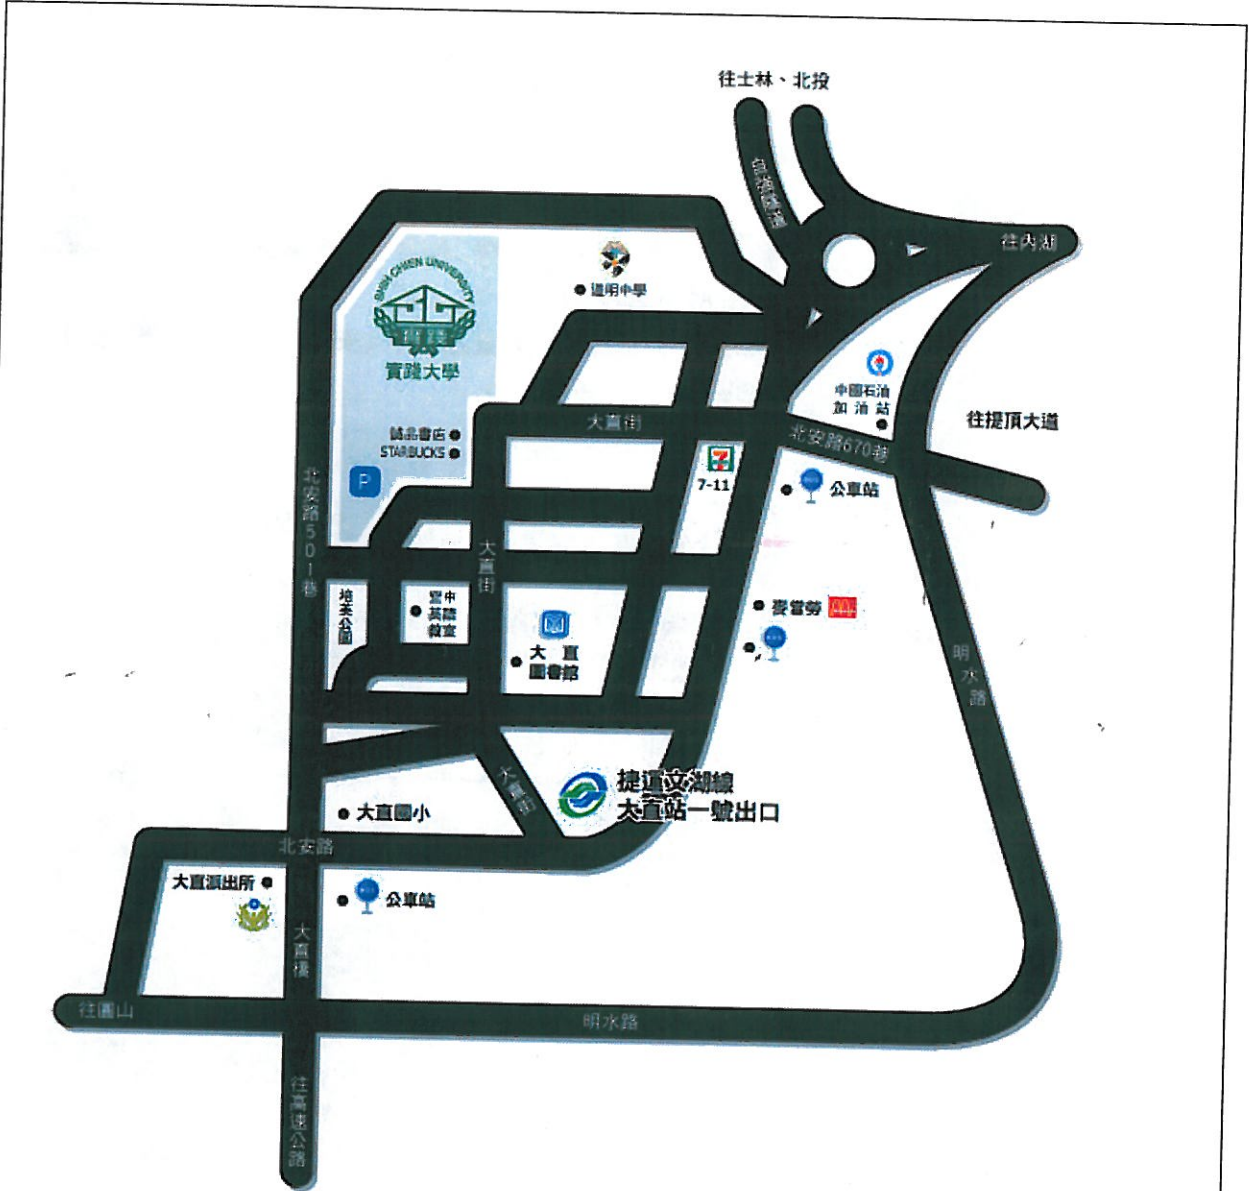 往士林、北投
往內湖
SHIH CHIEN UNIVERSITY
實踐大學
道明中學
中國石油
加油站
往提頂大道
大直街
北安路670巷
誠品書店
STARBUCKS
P
7-11
公車站
北安路501巷
大直街
培英公園
麥當勞
大直
圖書館
明水路
捷運文湖線
大直站一號出口
大直街
大直國小
北安路
大直派出所
公車站
大直橋
往圓山
明水路
往高速公路